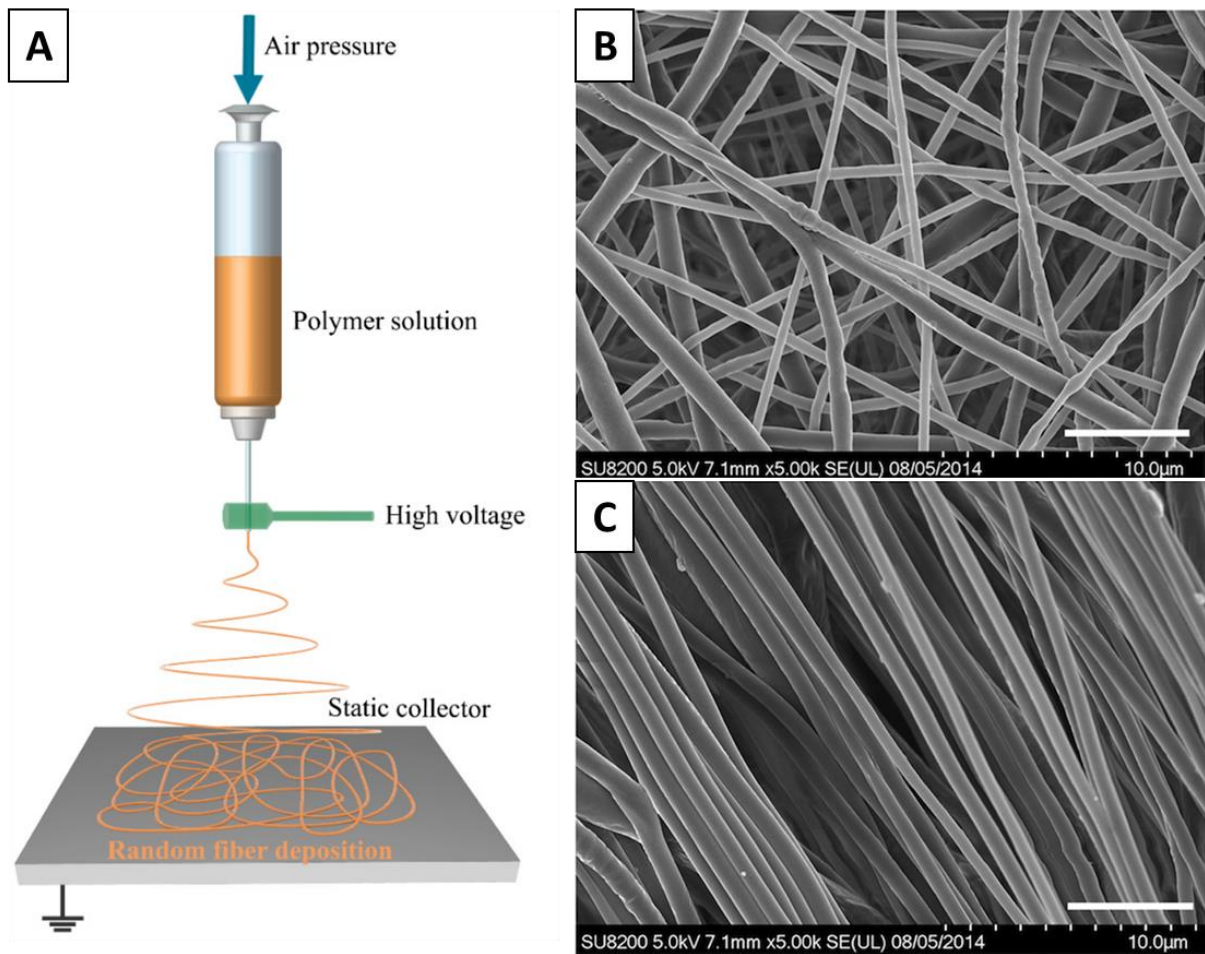 A
Air pressure
Polymer solution
High voltage
Static collector
Random fiber deposition
B
SU8200 5.0kV 7.1mm x5.00k SE(UL) 08/05/2014 10.0µm
C
SU8200 5.0kV 7.1mm x5.00k SE(UL) 08/05/2014 10.0µm